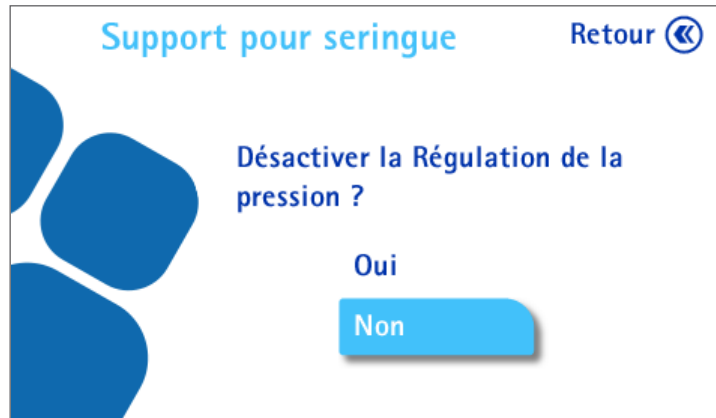 Support pour seringue
Retour
Désactiver la Régulation de la
pression ?
Oui
Non